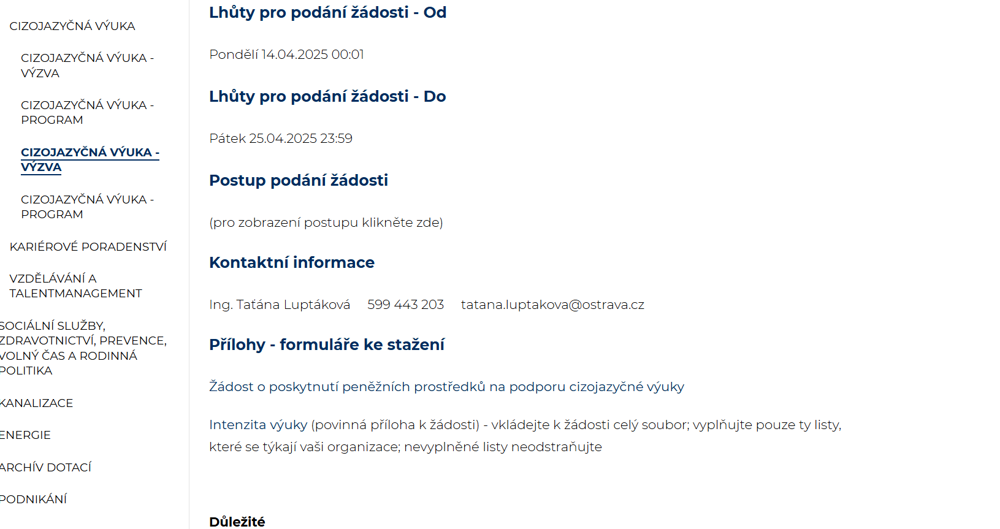 CIZOJAZYČNÁ VÝUKA
CIZOJAZYČNÁ VÝUKA -
VÝZVA
CIZOJAZYČNÁ VÝUKA -
PROGRAM
CIZOJAZYČNÁ VÝUKA -
VÝZVA
CIZOJAZYČNÁ VÝUKA -
PROGRAM
KARIÉROVÉ PORADENSTVÍ
VZDĚLÁVÁNÍ A
TALENTMANAGEMENT
SOCIÁLNÍ SLUŽBY,
ZDRAVOTNICTVÍ, PREVENCE,
VOLNÝ ČAS A RODINNÁ
POLITIKA
KANALIZACE
ENERGIE
ARCHÍV DOTACÍ
PODNIKÁNÍ
Lhůty pro podání žádosti - Od
Pondělí 14.04.2025 00:01
Lhůty pro podání žádosti - Do
Pátek 25.04.2025 23:59
Postup podání žádosti
(pro zobrazení postupu klikněte zde)
Kontaktní informace
Ing. Taťána Luptáková 599 443 203 tatana.luptakova@ostrava.cz
Přílohy - formuláře ke stažení
Žádost o poskytnutí peněžních prostředků na podporu cizojazyčné výuky
Intenzita výuky (povinná příloha k žádosti) - vkládejte k žádosti celý soubor; vyplňujte pouze ty listy,
které se týkají vaši organizace; nevyplněné listy neodstraňujte
Důležité